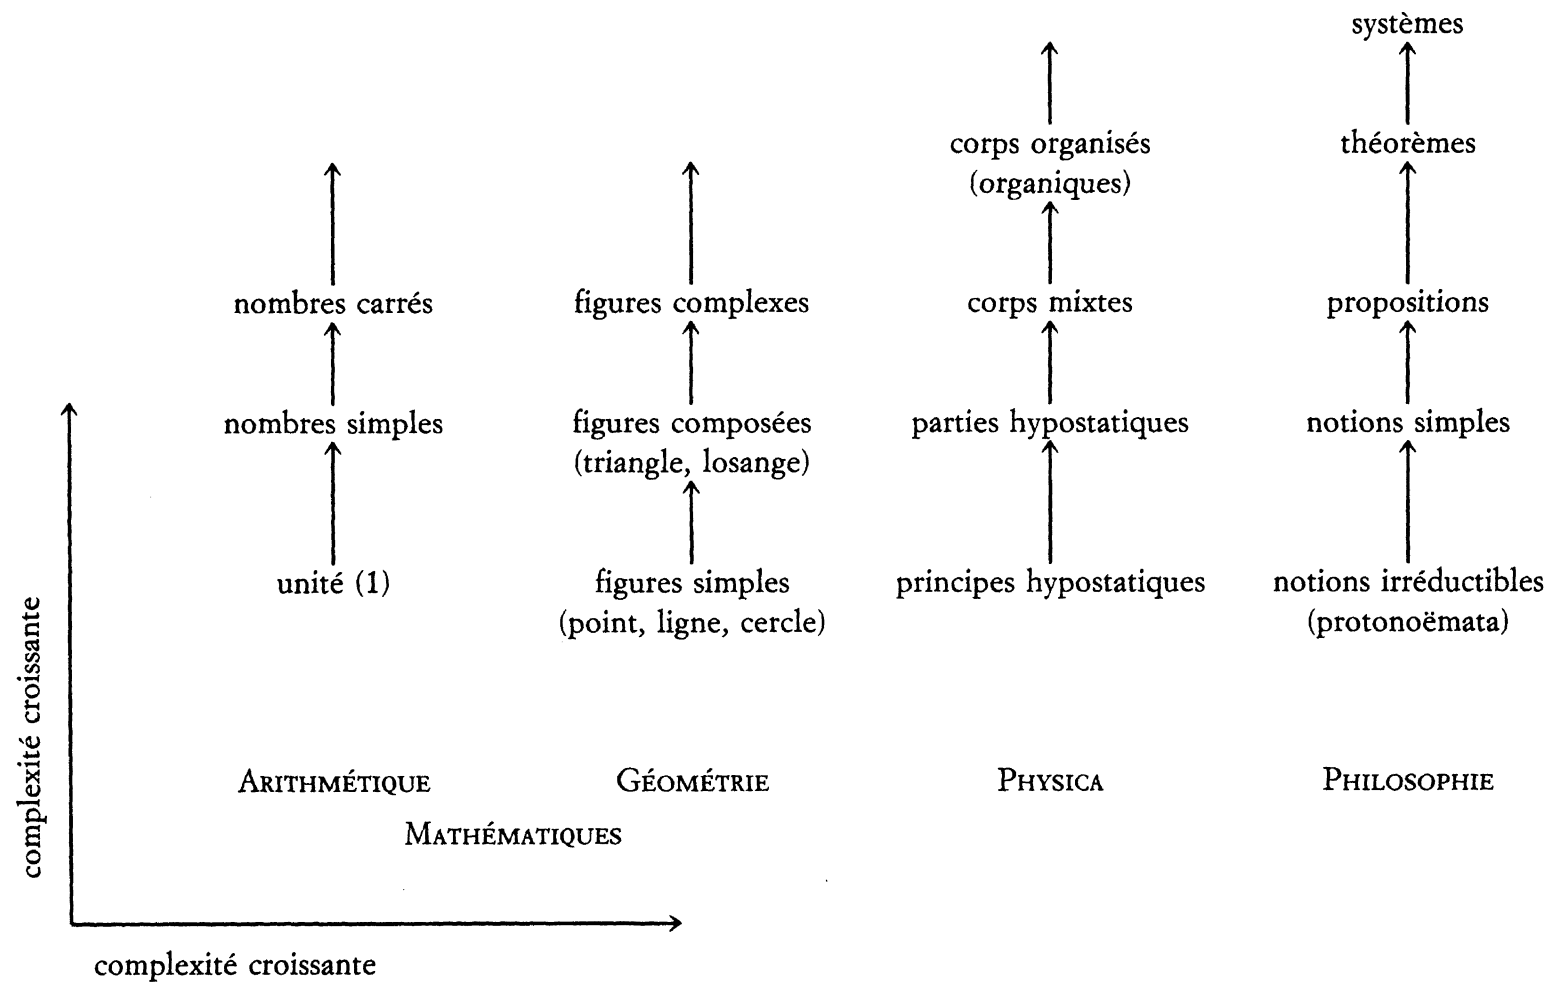 systèmes
corps organisés
(organiques)
théorèmes
nombres carrés
figures complexes
corps mixtes
propositions
nombres simples
figures composées
(triangle, losange)
parties hypostatiques
notions simples
unité (1)
figures simples
(point, ligne, cercle)
principes hypostatiques
notions irréductibles
(protonoëmata)
ARITHMÉTIQUE
GÉOMÉTRIE
PHYSICA
PHILOSOPHIE
MATHÉMATIQUES
complexité croissante
complexité croissante